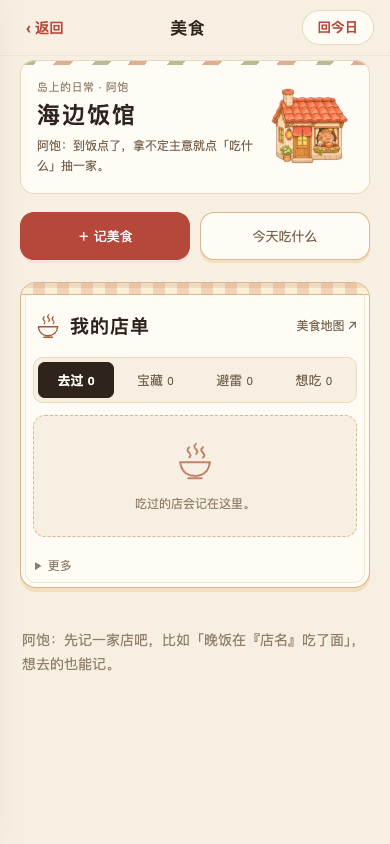 ‹ 返回
美食
回今日
岛上的日常 · 阿饱
海边饭馆
阿饱：到饭点了，拿不定主意就点「吃什
么」抽一家。
＋ 记美食
今天吃什么
我的店单
美食地图 ↗
去过 0
宝藏 0
避雷 0
想吃 0
吃过的店会记在这里。
▶ 更多
阿饱：先记一家店吧，比如「晚饭在『店名』吃了面」，
想去的也能记。